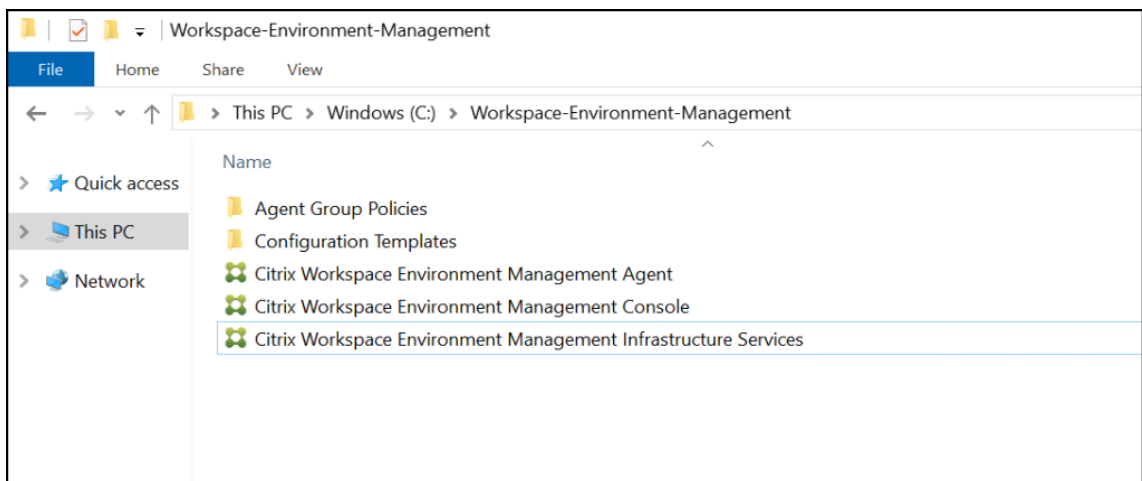 Workspace-Environment-Management
File Home Share View
This PC Windows (C:) Workspace-Environment-Management
Name
Quick access
This PC
Network
Agent Group Policies
Configuration Templates
Citrix Workspace Environment Management Agent
Citrix Workspace Environment Management Console
Citrix Workspace Environment Management Infrastructure Services